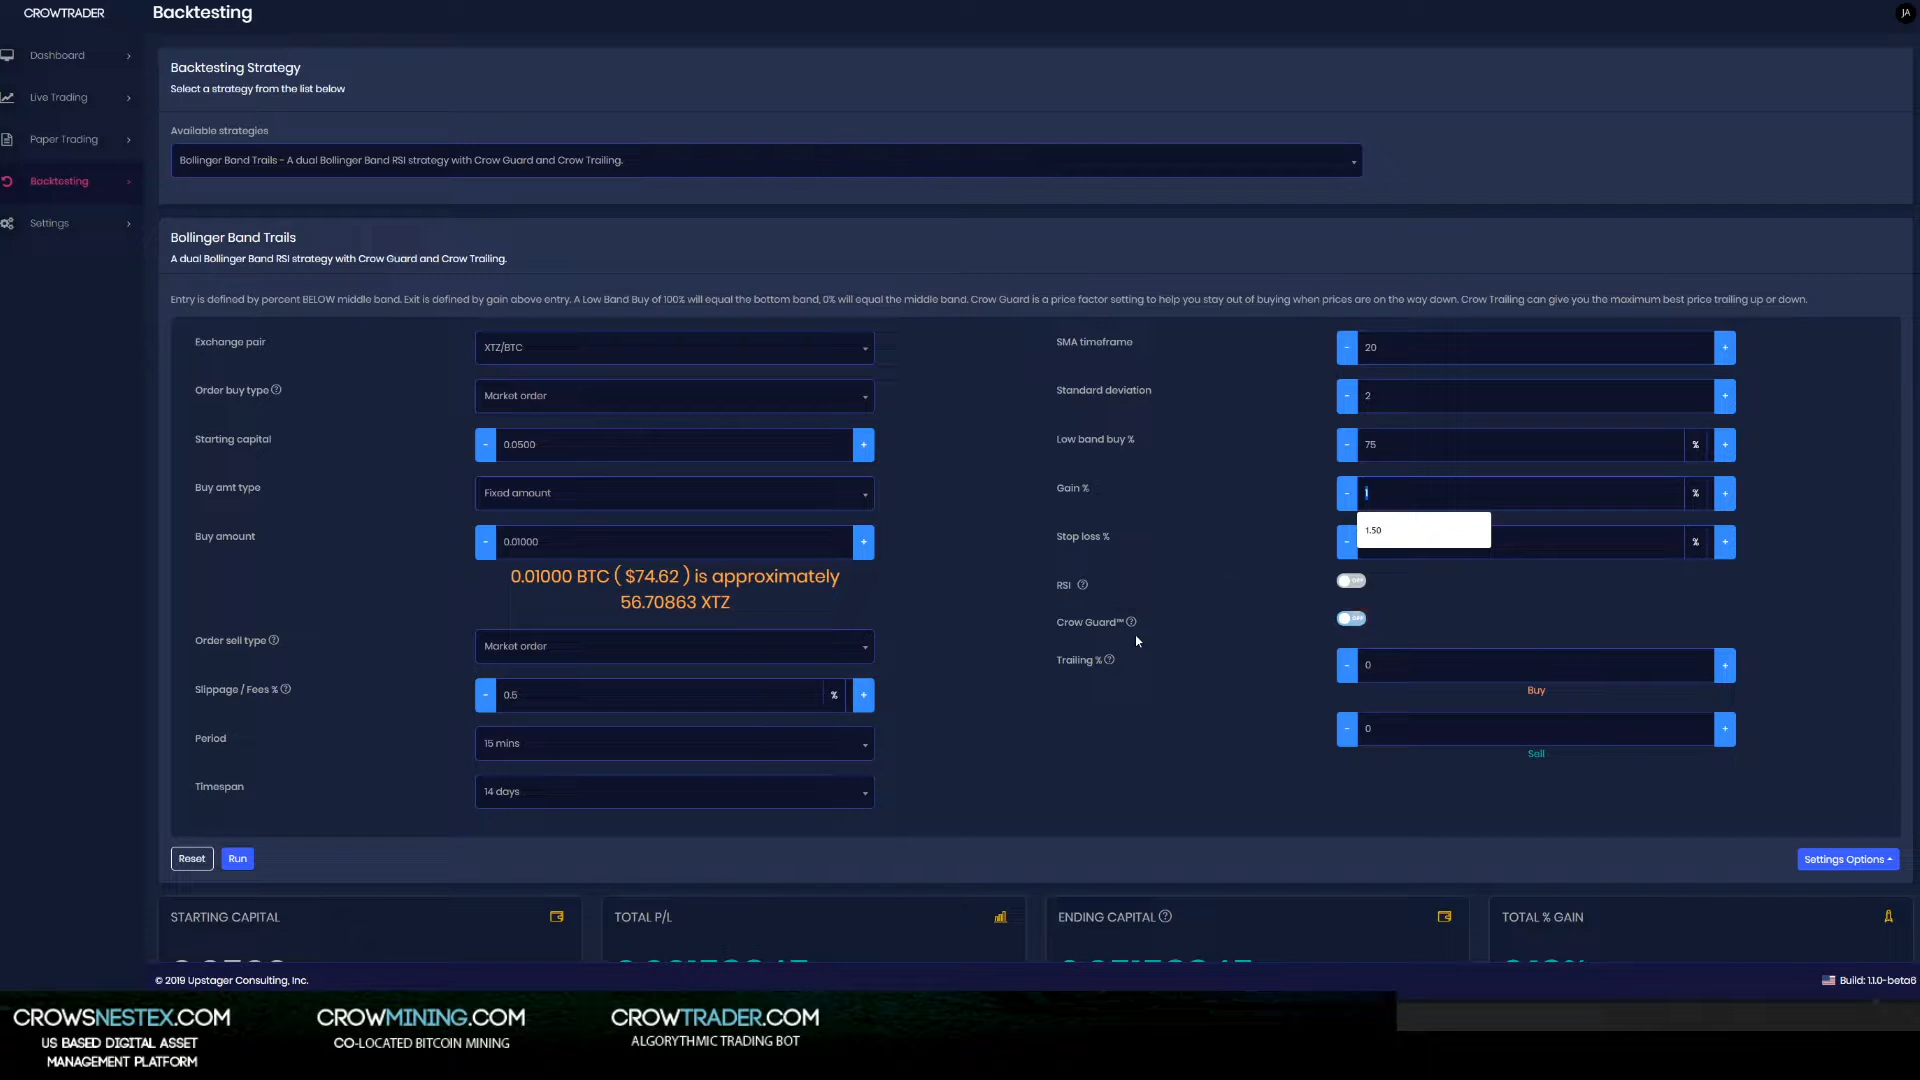 CROWTRADER
Backtesting
JA
Dashboard
Live Trading
Paper Trading
Backtesting
Settings
Backtesting Strategy
Select a strategy from the list below
Available strategies
Bollinger Band Trails - A dual Bollinger Band RSI strategy with Crow Guard and Crow Trailing.
Bollinger Band Trails
A dual Bollinger Band RSI strategy with Crow Guard and Crow Trailing.
Entry is defined by percent BELOW middle band. Exit is defined by gain above entry. A Low Band Buy of 100% will equal the bottom band, 0% will equal the middle band. Crow Guard is a price factor setting to help you stay out of buying when prices are on the way down. Crow Trailing can give you the maximum best price trailing up or down.
Exchange pair
XTZ/BTC
Order buy type
Market order
Starting capital
- 0.0500 +
Buy amt type
Fixed amount
Buy amount
- 0.01000 +
0.01000 BTC ( $74.62 ) is approximately
56.70863 XTZ
Order sell type
Market order
Slippage / Fees %
- 0.5 % +
Period
15 mins
Timespan
14 days
SMA timeframe
- 20 +
Standard deviation
- 2 +
Low band buy %
- 75 % +
Gain %
- 1 % +
1.50
Stop loss %
- % +
RSI
OFF
Crow Guard™
OFF
Trailing %
- 0 +
Buy
- 0 +
Sell
Reset
Run
Settings Options
STARTING CAPITAL
TOTAL P/L
ENDING CAPITAL
TOTAL % GAIN
© 2019 Upstager Consulting, Inc.
Build: 1.1.0-beta6
CROWSNESTEX.COM
US BASED DIGITAL ASSET
MANAGEMENT PLATFORM
CROWMINING.COM
CO-LOCATED BITCOIN MINING
CROWTRADER.COM
ALGORYTHMIC TRADING BOT